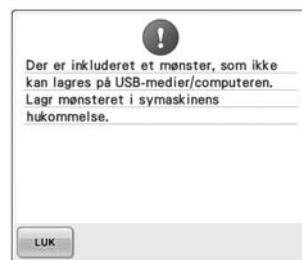 Der er inkluderet et mønster, som ikke
kan lagres på USB-medier/computeren.
Lagr mønsteret i symaskinens
hukommelse.
LUK